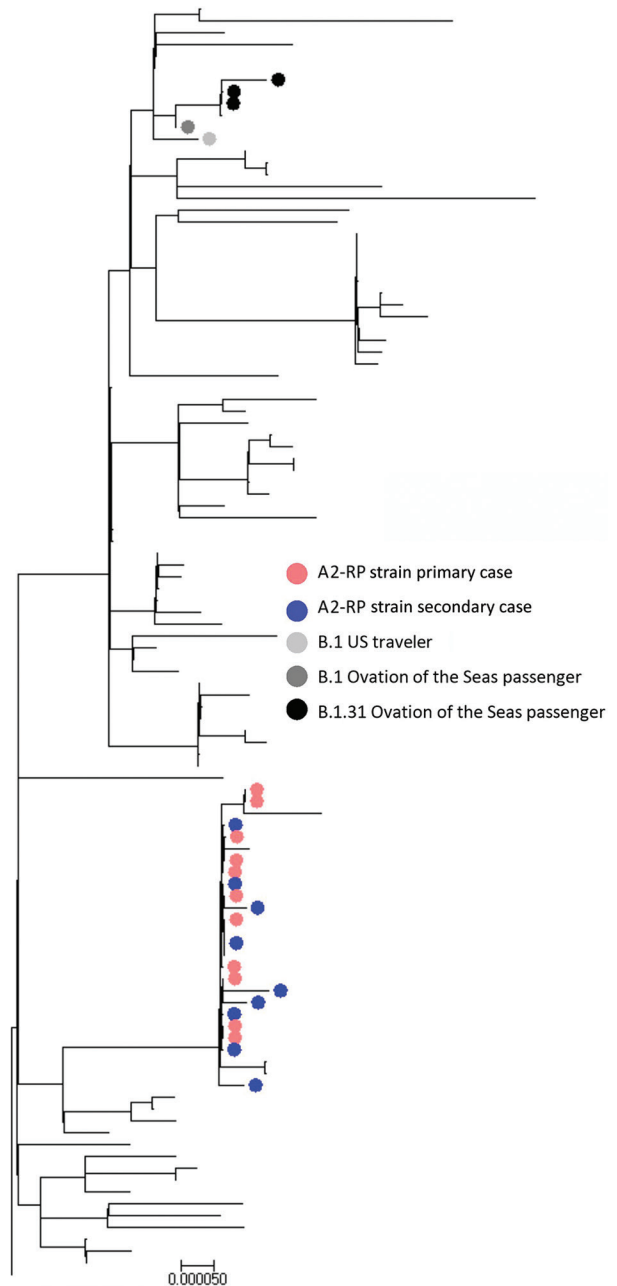 A2-RP strain primary case
A2-RP strain secondary case
B.1 US traveler
B.1 Ovation of the Seas passenger
B.1.31 Ovation of the Seas passenger
0.000050